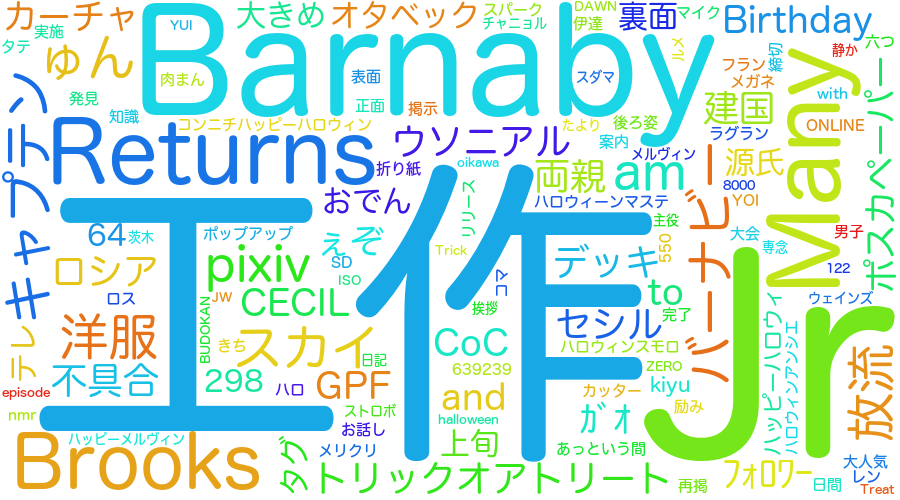 カーチャ
YUI
実施
タテ
ゅん
肉まん
発見
知識
Barnaby
大きめ
オタベック
スパーク
チャニョル
DAWN
伊達
裏面
マイク
Birthday
締切
静か
六つ
表面
正面
掲示
スダマ
ルメ
フラン
メガネ
with
ONLINE
キャプテン
Returns
コンニチハッピーハロウィン
ウソニアル
折り紙
oikawa
たより
後ろ姿
案内
メルヴィン
建国
ラグラン
源氏
8000
YOI
Many
ポスカペーパー
両親
am
おでん
リリース
ハロウィーンマステ
主役
550
バーナビー
大会
専念
男子
122
64
茨木
ポップアップ
えぞ
SD
ISO
Trick
コマ
デッキ
to
ロシア
pixiv
工作
Jr
ロス
JW
CECIL
挨拶
セシル
完了
ウェインズ
テレ
洋服
BUDOKAN
きち
スカイ
日記
CoC
639239
ハロウィンスモロ
ZERO
ハッピーハロウィ
ハロウィンアンシエ
放流
episode
不具合
298
ハロ
GPF
and
カッター
kiyu
励み
nmr
ストロボ
お話し
halloween
ガオ
Brooks
ハッピーメルヴィン
メリクリ
上旬
あっという間
タグ
トリックオアトリート
再掲
フォロワー
大人気
レン
日間
Treat